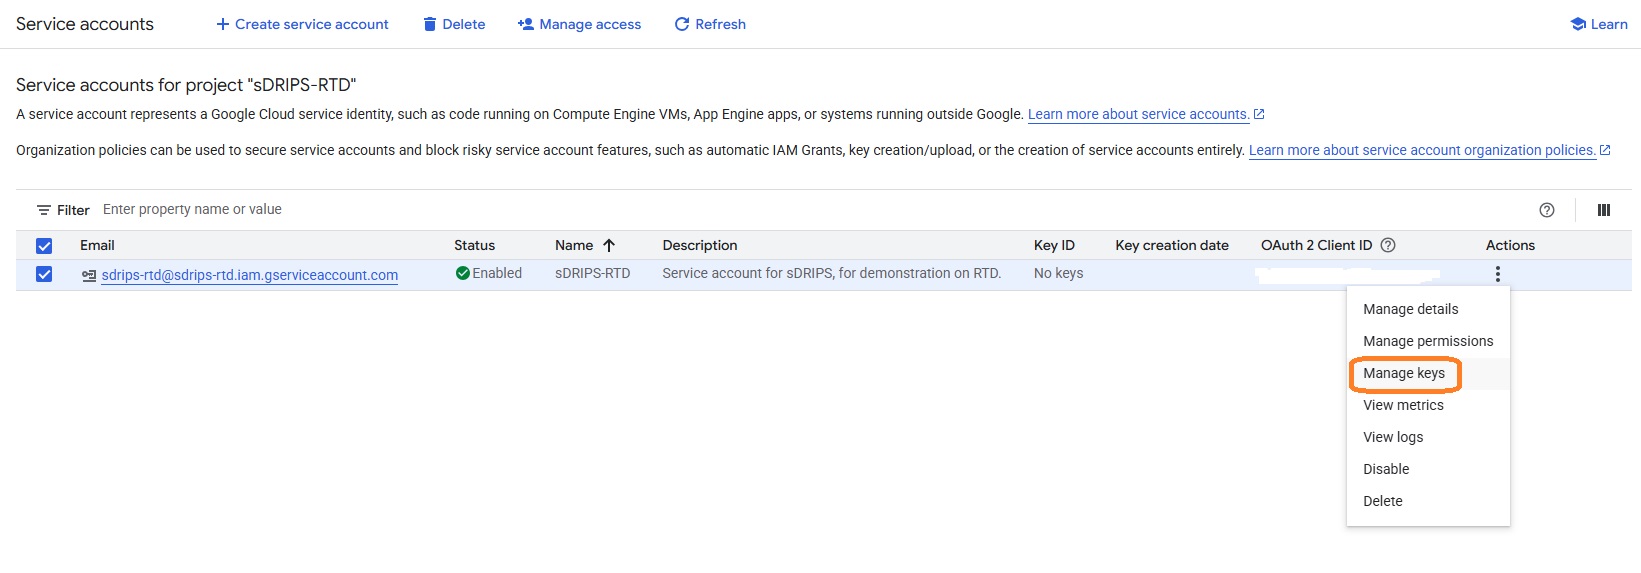 Service accounts Create service account Delete Manage access Refresh Learn
Service accounts for project "sDRIPS-RTD"
A service account represents a Google Cloud service identity, such as code running on Compute Engine VMs, App Engine apps, or systems running outside Google. Learn more about service accounts.
Organization policies can be used to secure service accounts and block risky service account features, such as automatic IAM Grants, key creation/upload, or the creation of service accounts entirely. Learn more about service account organization policies.
Filter Enter property name or value
Email Status Name Description Key ID Key creation date OAuth 2 Client ID Actions
sdrips-rtd@sdrips-rtd.iam.gserviceaccount.com Enabled sDRIPS-RTD Service account for sDRIPS, for demonstration on RTD. No keys
Manage details
Manage permissions
Manage keys
View metrics
View logs
Disable
Delete